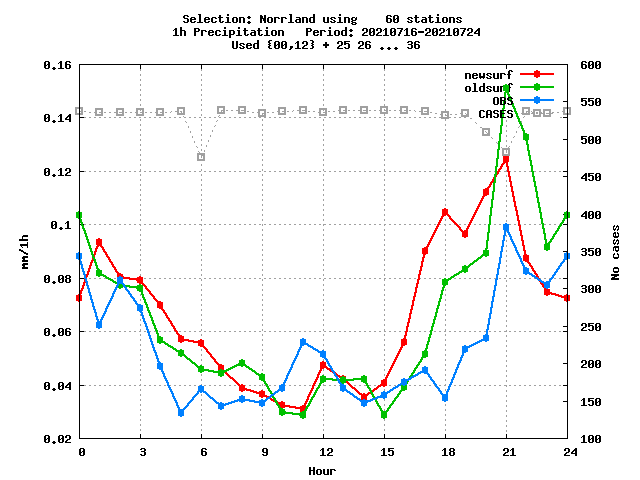 Selection: Norrland using    60 stations
1h Precipitation   Period: 20210716-20210724
Used {00,12} + 25 26 ... 36
newsurf
oldsurf
OBS
CASES
0.16
0.14
0.12
0.1
0.08
0.06
0.04
0.02
600
550
500
450
400
350
300
250
200
150
100
mm/1h
No cases
0 3 6 9 12 15 18 21 24
Hour